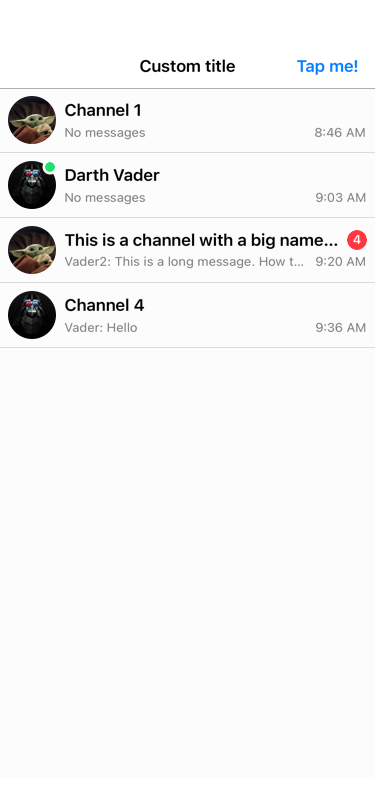 Custom title
Tap me!
Channel 1
No messages
8:46 AM
Darth Vader
No messages
9:03 AM
This is a channel with a big name...
4
Vader2: This is a long message. How t...
9:20 AM
Channel 4
Vader: Hello
9:36 AM